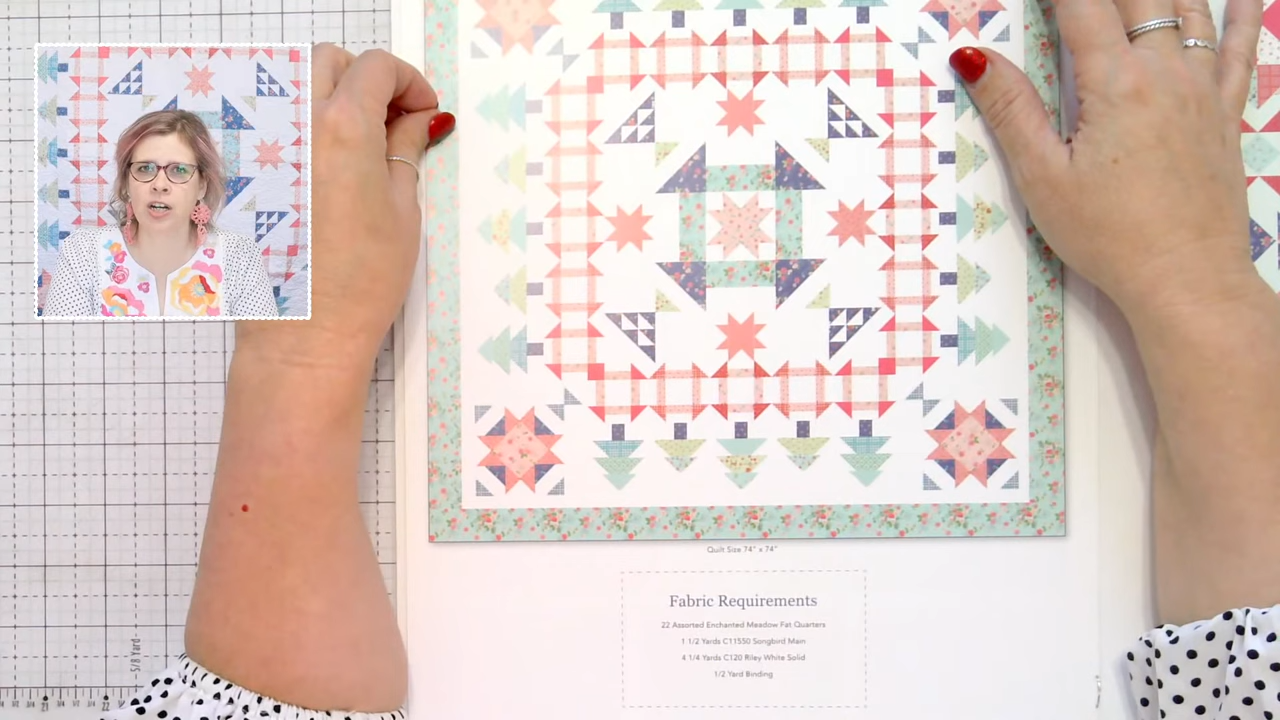 Quilt Size 74" x 74"
Fabric Requirements
22 Assorted Enchanted Meadow Fat Quarters
1 1/2 Yards C11550 Songbird Main
4 1/4 Yards C120 Riley White Solid
1/2 Yard Binding
5/8 Yard